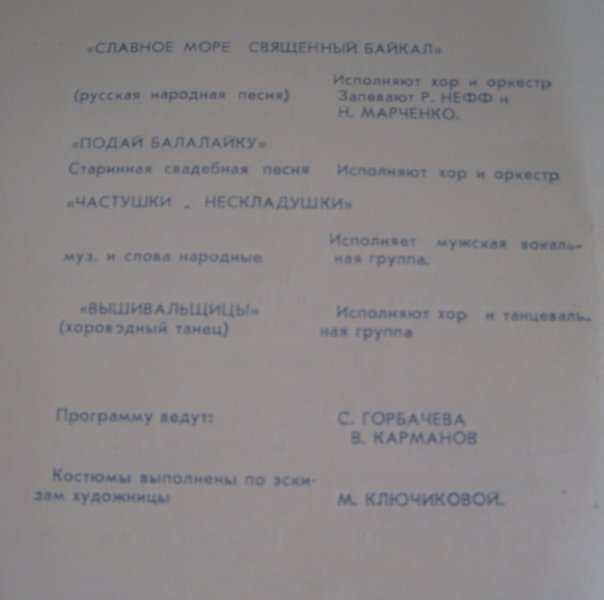 «СЛАВНОЕ МОРЕ СВЯЩЕННЫЙ БАЙКАЛ»
(русская народная песня)
Исполняют хор и оркестр
Запевают Р. НЕФФ и
Н. МАРЧЕНКО.
«ПОДАЙ БАЛАЛАЙКУ»
Старинная свадебная песня Исполняют хор и оркестр
«ЧАСТУШКИ - НЕСКЛАДУШКИ»
муз. и слова народные
Исполняет мужская вокаль-
ная группа.
«ВЫШИВАЛЬЩИЦЫ»
(хороводный танец)
Исполняют хор и танцеваль-
ная группа
Программу ведут: С. ГОРБАЧЕВА
В. КАРМАНОВ
Костюмы выполнены по эски-
зам художницы М. КЛЮЧИКОВОЙ.